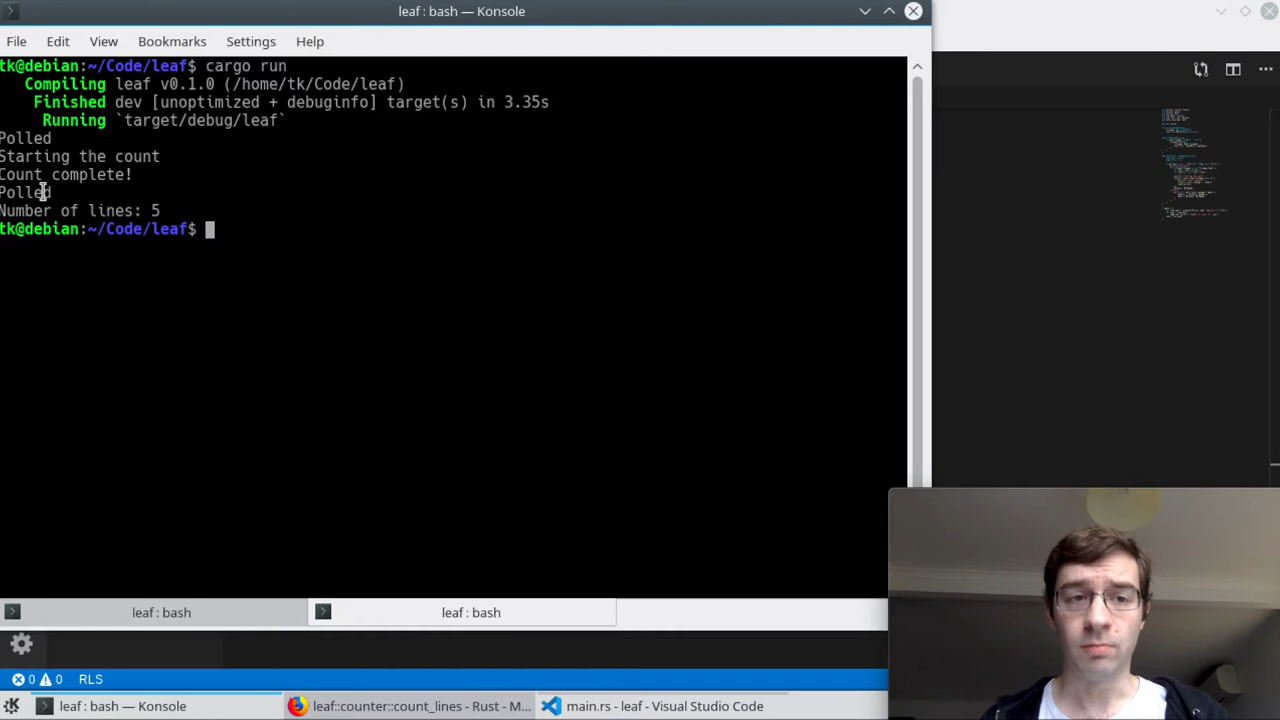 leaf : bash — Konsole
File Edit View Bookmarks Settings Help
tk@debian:~/Code/leaf$ cargo run
Compiling leaf v0.1.0 (/home/tk/Code/leaf)
Finished dev [unoptimized + debuginfo] target(s) in 3.35s
Running `target/debug/leaf`
Polled
Starting the count
Count complete!
Polled
Number of lines: 5
tk@debian:~/Code/leaf$
leaf : bash leaf : bash
0 0 RLS
leaf : bash — Konsole leaf::counter::count_lines - Rust - M... main.rs - leaf - Visual Studio Code